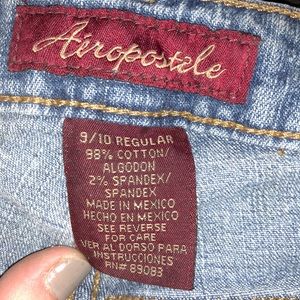 Aéropostale
9/10 REGULAR
98% COTTON/
ALGODON
2% SPANDEX/
SPANDEX
MADE IN MEXICO
HECHO EN MEXICO
SEE REVERSE
FOR CARE
VER AL DORSO PARA
INSTRUCCIONES
RN# 89083